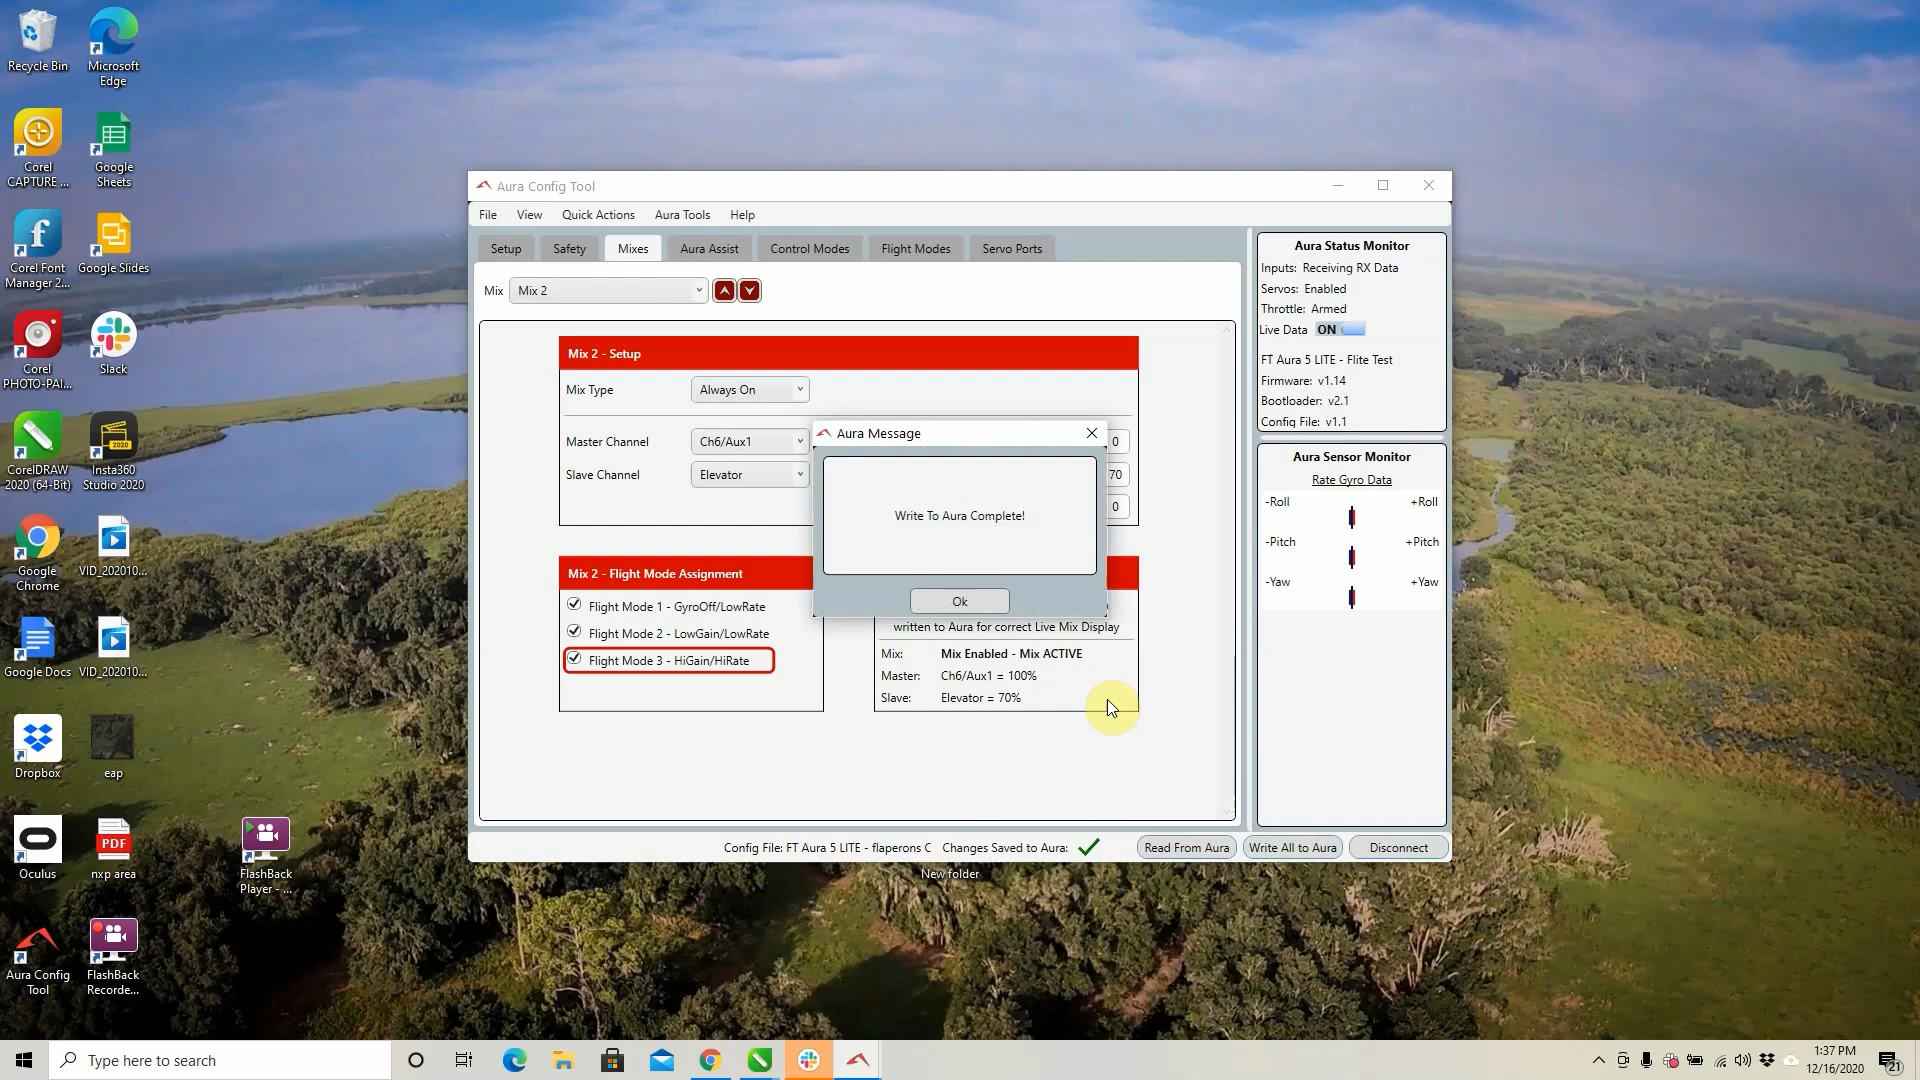 Recycle Bin
Microsoft
Edge
Corel
CAPTURE ...
Google
Sheets
Corel Font
Manager 2...
Google Slides
Corel
PHOTO-PAI...
Slack
CorelDRAW
2020 (64-Bit)
Insta360
Studio 2020
2020
Google
Chrome
VID_202010...
Google Docs
VID_202010...
Dropbox
eap
Oculus
PDF
nxp area
FlashBack
Player - ...
Aura Config
Tool
FlashBack
Recorde...
Aura Config Tool
File View Quick Actions Aura Tools Help
Setup Safety Mixes Aura Assist Control Modes Flight Modes Servo Ports
Mix Mix 2
Mix 2 - Setup
Mix Type Always On
Master Channel Ch6/Aux1 0
Slave Channel Elevator 70
0
Aura Message
Write To Aura Complete!
Ok
Mix 2 - Flight Mode Assignment
Flight Mode 1 - GyroOff/LowRate
Flight Mode 2 - LowGain/LowRate
Flight Mode 3 - HiGain/HiRate
written to Aura for correct Live Mix Display
Mix: Mix Enabled - Mix ACTIVE
Master: Ch6/Aux1 = 100%
Slave: Elevator = 70%
Aura Status Monitor
Inputs: Receiving RX Data
Servos: Enabled
Throttle: Armed
Live Data ON
FT Aura 5 LITE - Flite Test
Firmware: v1.14
Bootloader: v2.1
Config File: v1.1
Aura Sensor Monitor
Rate Gyro Data
-Roll +Roll
-Pitch +Pitch
-Yaw +Yaw
Config File: FT Aura 5 LITE - flaperons C Changes Saved to Aura: Read From Aura Write All to Aura Disconnect
New folder
Type here to search
1:37 PM
12/16/2020
21